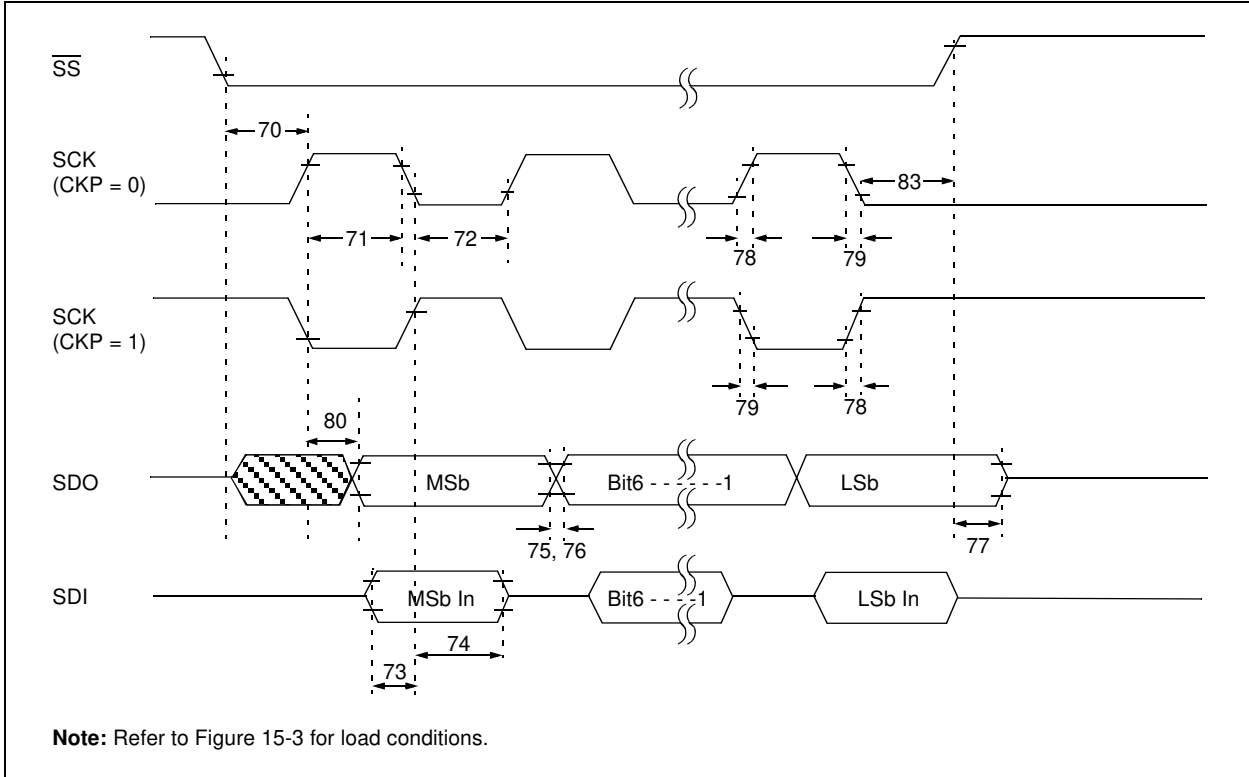 SS
70
SCK
(CKP = 0)
83
71
72
78
79
SCK
(CKP = 1)
79
78
80
SDO
MSb
Bit6 - - - - - -1
LSb
75, 76
77
SDI
MSb In
Bit6 - - - -1
LSb In
74
73
Note: Refer to Figure 15-3 for load conditions.